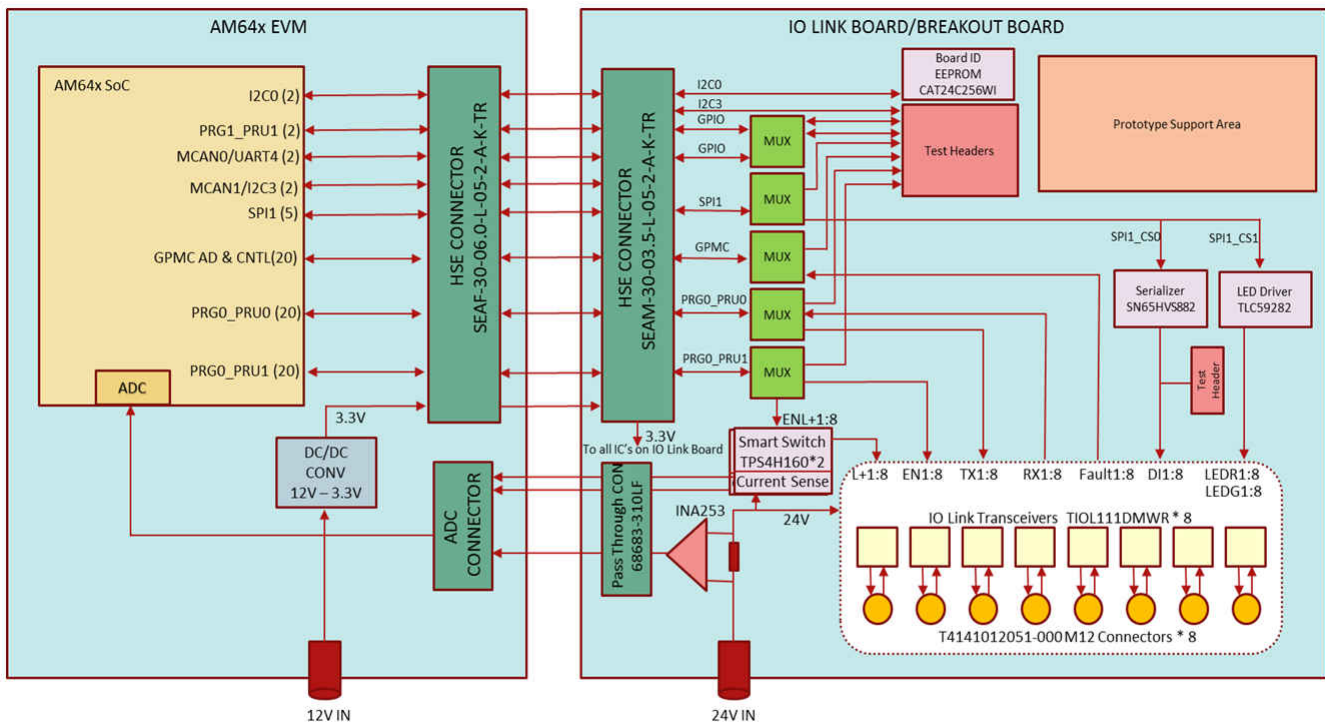 AM64x EVM
AM64x SoC
I2C0 (2)
PRG1_PRU1 (2)
MCAN0/UART4 (2)
MCAN1/I2C3 (2)
SPI1 (5)
GPMC AD & CNTL(20)
PRG0_PRU0 (20)
PRG0_PRU1 (20)
ADC
3.3V
DC/DC
CONV
12V – 3.3V
HSE CONNECTOR
SEAF-30-06.0-L-05-2-A-K-TR
ADC
CONNECTOR
12V IN
IO LINK BOARD/BREAKOUT BOARD
HSE CONNECTOR
SEAM-30-03.5-L-05-2-A-K-TR
I2C0
I2C3
GPIO
GPIO
SPI1
GPMC
PRG0_PRU0
PRG0_PRU1
MUX
MUX
MUX
MUX
MUX
Board ID
EEPROM
CAT24C256WI
Test Headers
Prototype Support Area
SPI1_CS0
SPI1_CS1
Serializer
SN65HVS882
LED Driver
TLC59282
Test
Header
3.3V
To all IC's on IO Link Board
ENL+1:8
Smart Switch
TPS4H160*2
Current Sense
Pass Through CON
68683-310LF
INA253
24V
L+1:8
EN1:8
TX1:8
RX1:8
Fault1:8
DI1:8
LEDR1:8
LEDG1:8
IO Link Transceivers TIOL111DMWR * 8
T4141012051-000 M12 Connectors * 8
24V IN